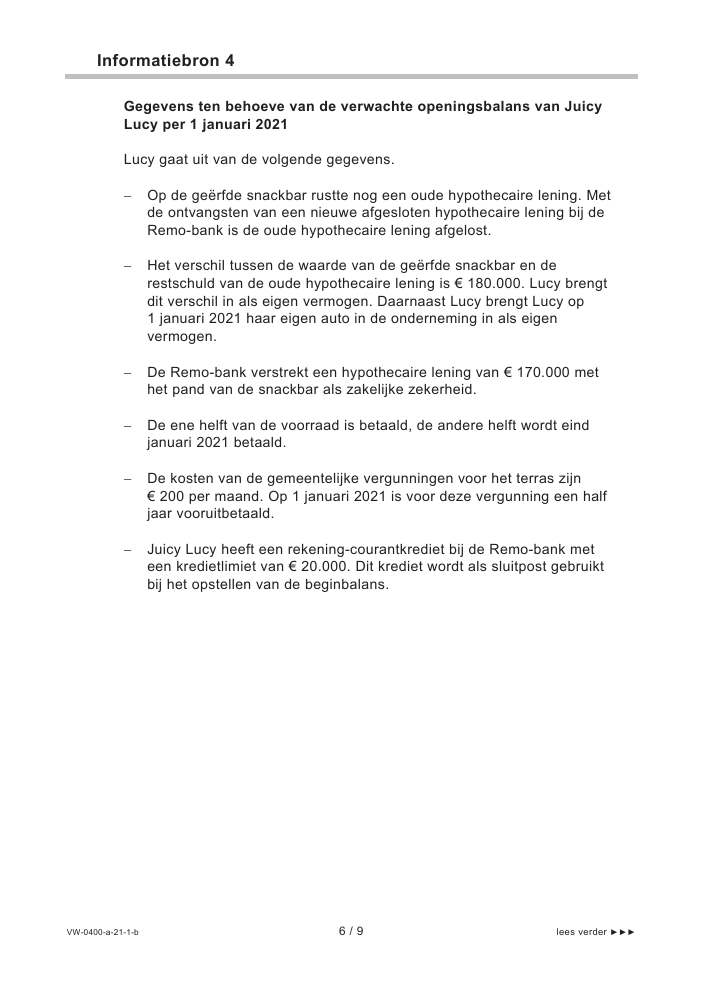 Informatiebron 4
Gegevens ten behoeve van de verwachte openingsbalans van Juicy
Lucy per 1 januari 2021
Lucy gaat uit van de volgende gegevens.
– Op de geërfde snackbar rustte nog een oude hypothecaire lening. Met
de ontvangsten van een nieuwe afgesloten hypothecaire lening bij de
Remo-bank is de oude hypothecaire lening afgelost.
– Het verschil tussen de waarde van de geërfde snackbar en de
restschuld van de oude hypothecaire lening is € 180.000. Lucy brengt
dit verschil in als eigen vermogen. Daarnaast Lucy brengt Lucy op
1 januari 2021 haar eigen auto in de onderneming in als eigen
vermogen.
– De Remo-bank verstrekt een hypothecaire lening van € 170.000 met
het pand van de snackbar als zakelijke zekerheid.
– De ene helft van de voorraad is betaald, de andere helft wordt eind
januari 2021 betaald.
– De kosten van de gemeentelijke vergunningen voor het terras zijn
€ 200 per maand. Op 1 januari 2021 is voor deze vergunning een half
jaar vooruitbetaald.
– Juicy Lucy heeft een rekening-courantkrediet bij de Remo-bank met
een kredietlimiet van € 20.000. Dit krediet wordt als sluitpost gebruikt
bij het opstellen van de beginbalans.
VW-0400-a-21-1-b 6 / 9 lees verder ►►►